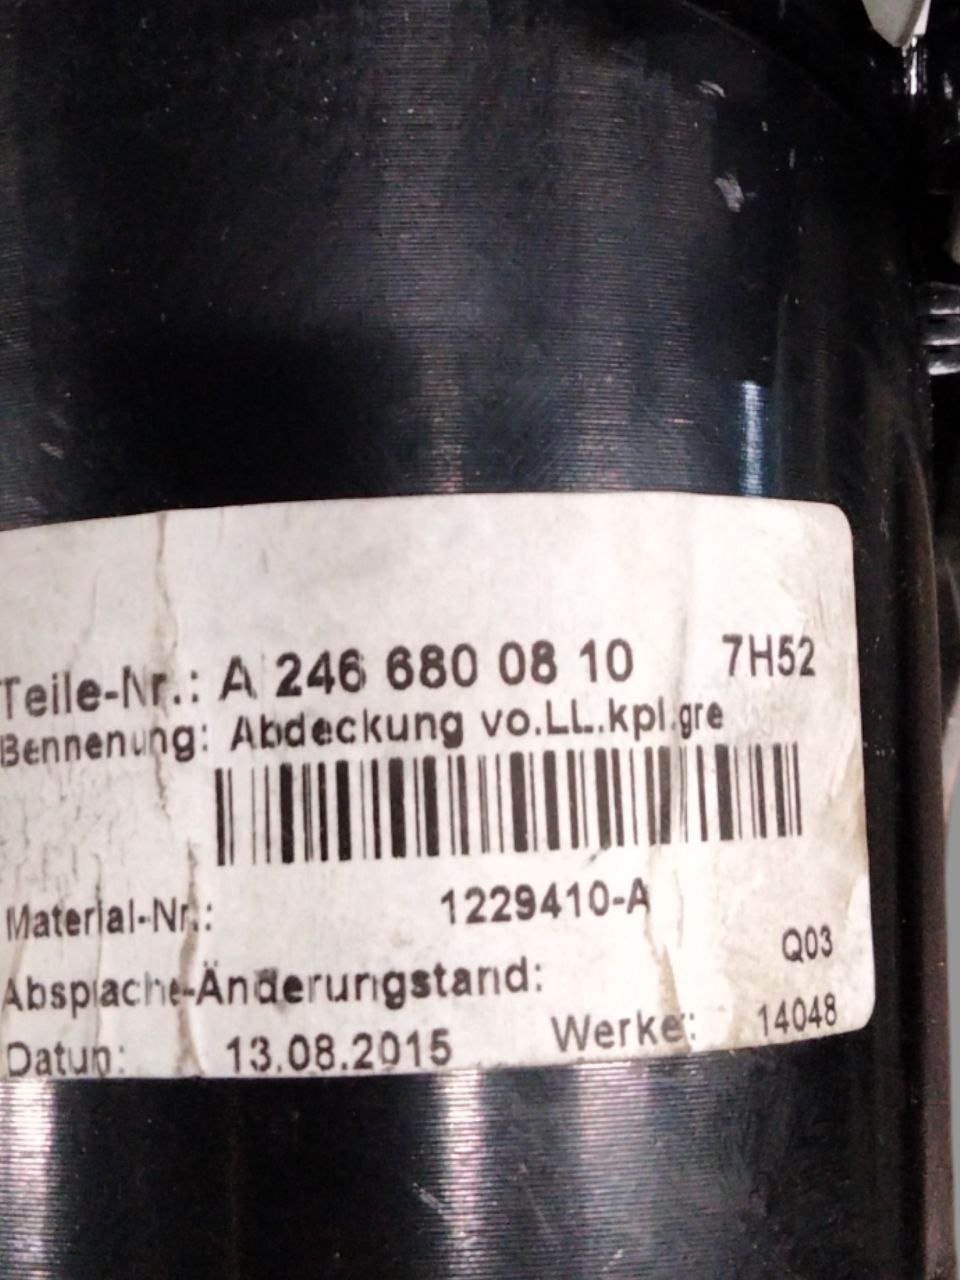 Teile-Nr.: A 246 680 08 10 7H52
Bennenung: Abdeckung vo.LL.kpl.gre
Material-Nr.: 1229410-A
Q03
Absprache-Änderungstand:
Datum: 13.08.2015 Werke: 14048